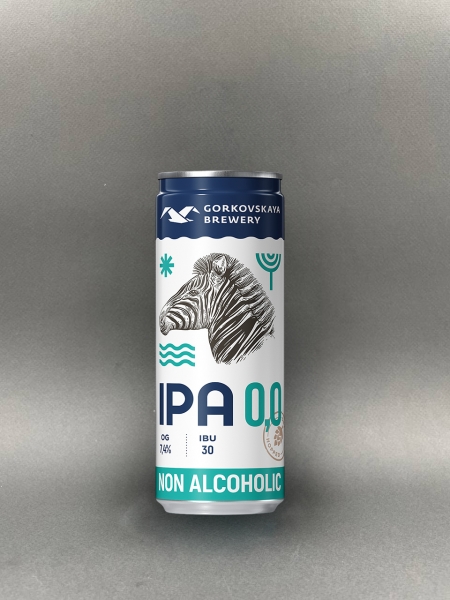 GORKOVSKAYA
BREWERY
IPA 0,0
OG IBU
7,4% 30
NON ALCOHOLIC